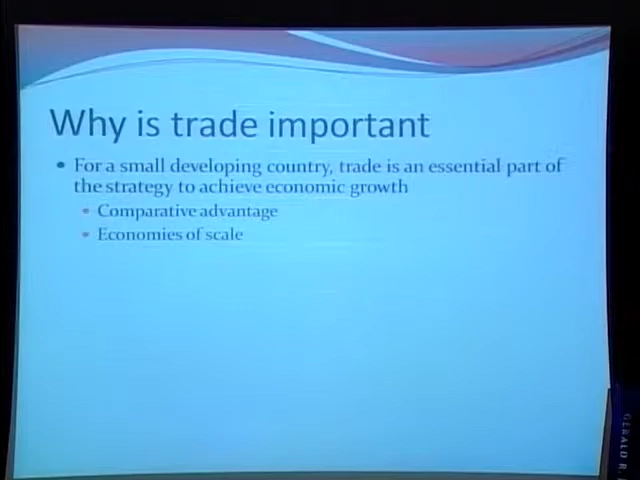 Why is trade important
• For a small developing country, trade is an essential part of
the strategy to achieve economic growth
• Comparative advantage
• Economies of scale
GERALD R.